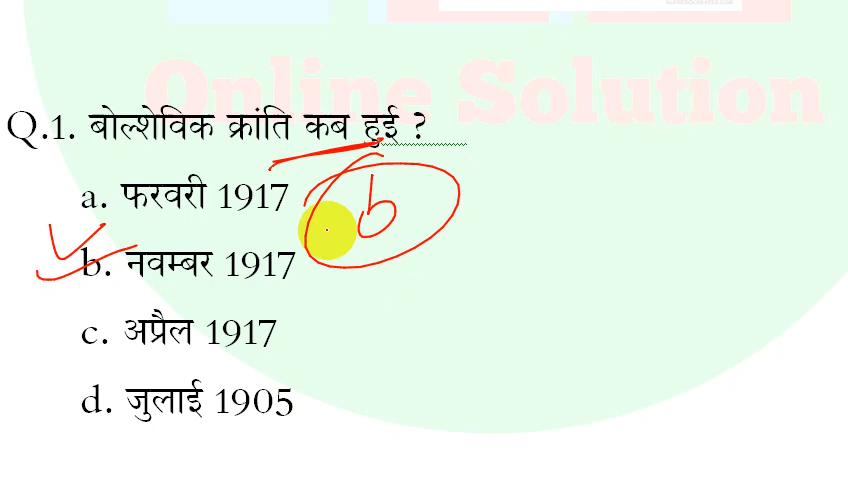 Online Solution
Q.1. बोल्शेविक क्रांति कब हुई ?
a. फरवरी 1917
b
b. नवम्बर 1917
c. अप्रैल 1917
d. जुलाई 1905